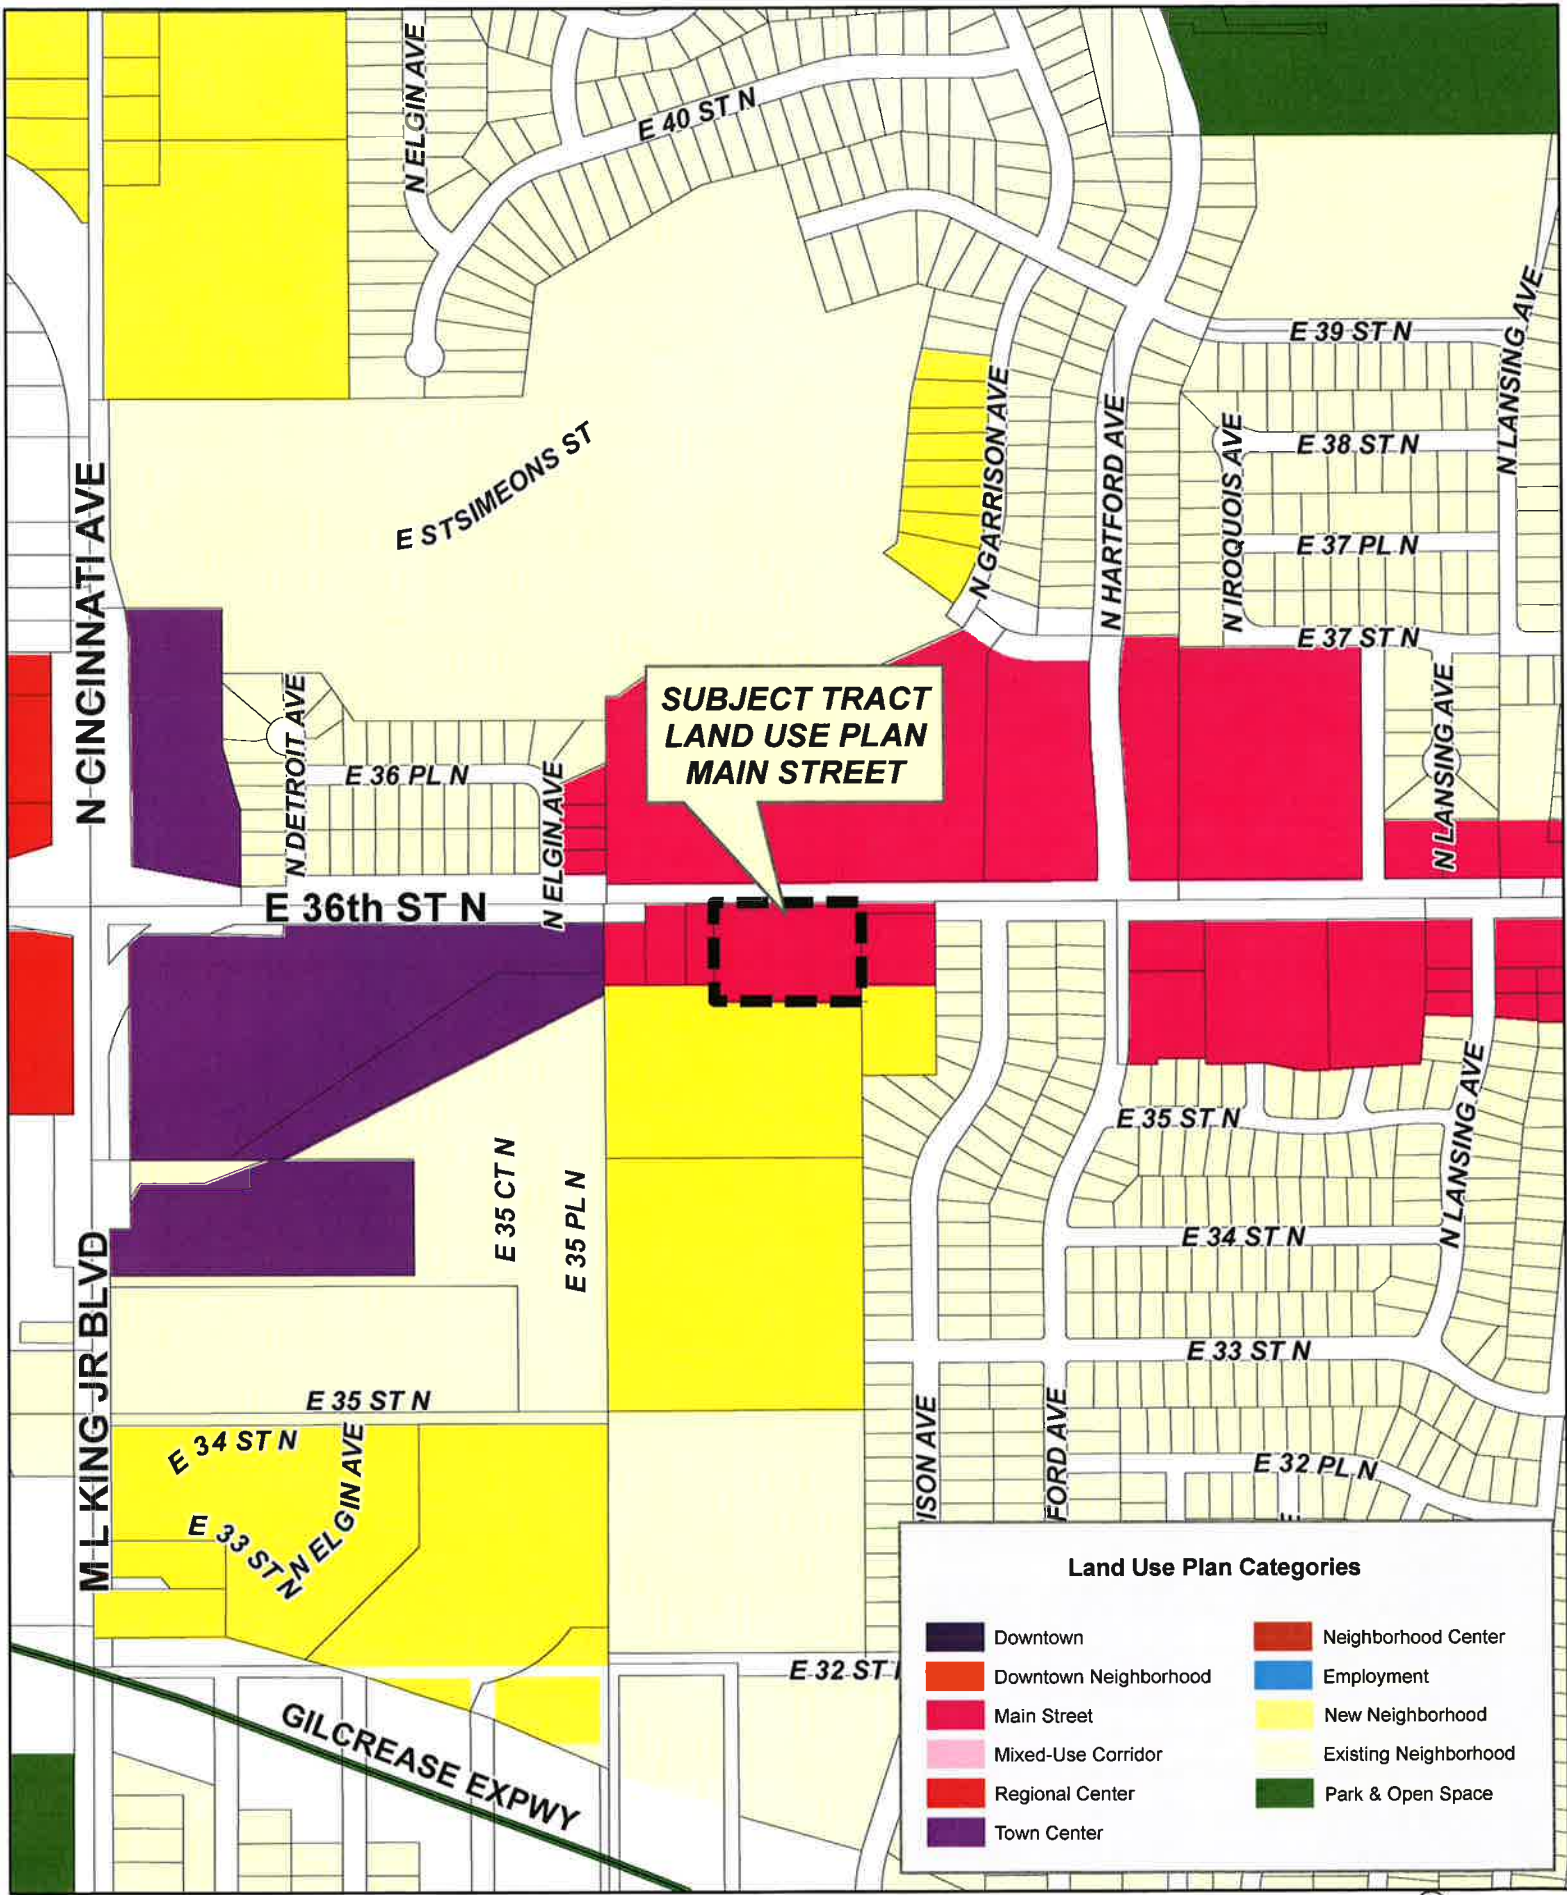 N ELGIN AVE
E 40 ST N
E 39 ST N
N LANSING AVE
N GARRISON AVE
N HARTFORD AVE
N IROQUOIS AVE
E 38 ST N
E STSIMEONS ST
N CINCINNATI AVE
E 37 PL N
E 37 ST N
SUBJECT TRACT
LAND USE PLAN
MAIN STREET
N DETROIT AVE
E 36 PL N
N ELGIN AVE
N LANSING AVE
E 36th ST N
E 35 ST N
N LANSING AVE
E 35 CT N
E 35 PL N
E 34 ST N
M L KING JR BLVD
E 33 ST N
E 35 ST N
ISON AVE
FORD AVE
E 34 ST N
N ELGIN AVE
E 32 PL N
E 33 ST N
E 32 ST
GILCREASE EXPWY
Land Use Plan Categories
Downtown
Downtown Neighborhood
Main Street
Mixed-Use Corridor
Regional Center
Town Center
Neighborhood Center
Employment
New Neighborhood
Existing Neighborhood
Park & Open Space